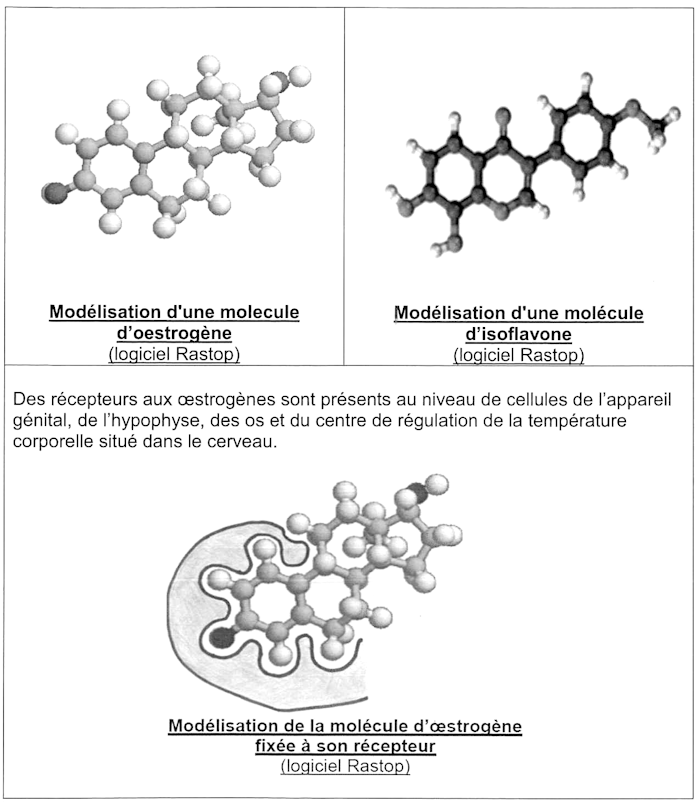 Modélisation d'une molecule
d'oestrogène
(logiciel Rastop)
Modélisation d'une molécule
d'isoflavone
(logiciel Rastop)
Des récepteurs aux œstrogènes sont présents au niveau de cellules de l'appareil
génital, de l'hypophyse, des os et du centre de régulation de la température
corporelle situé dans le cerveau.
Modélisation de la molécule d'œstrogène
fixée à son récepteur
(logiciel Rastop)